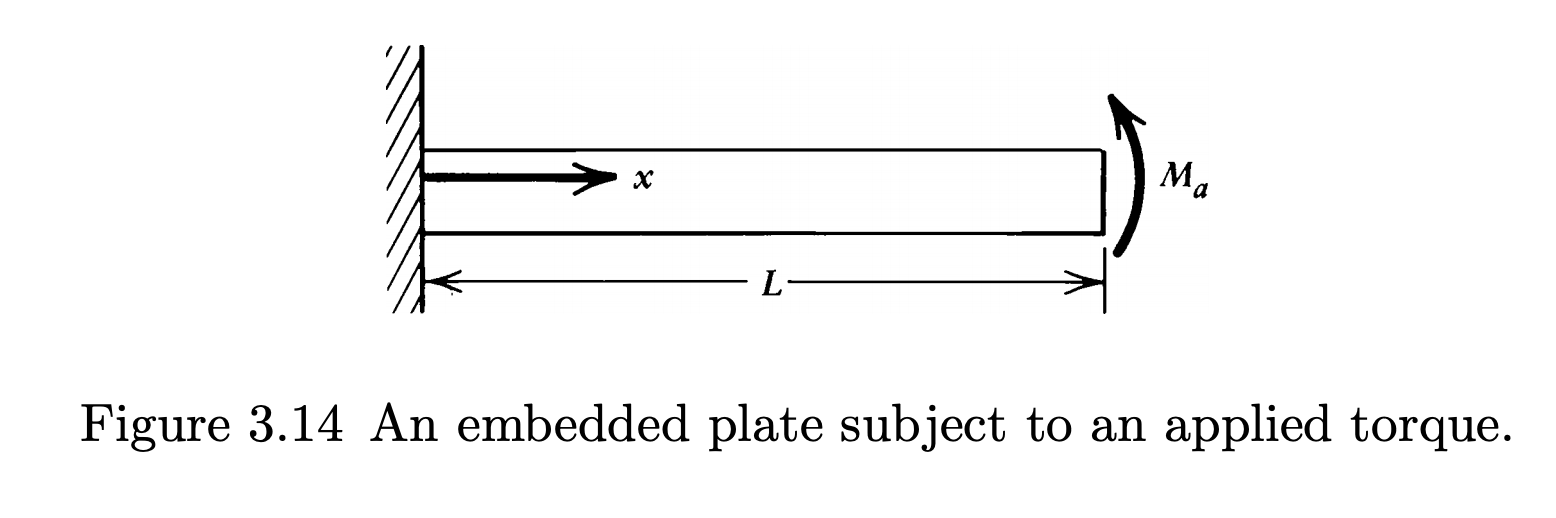 x
M_a
L
Figure 3.14 An embedded plate subject to an applied torque.